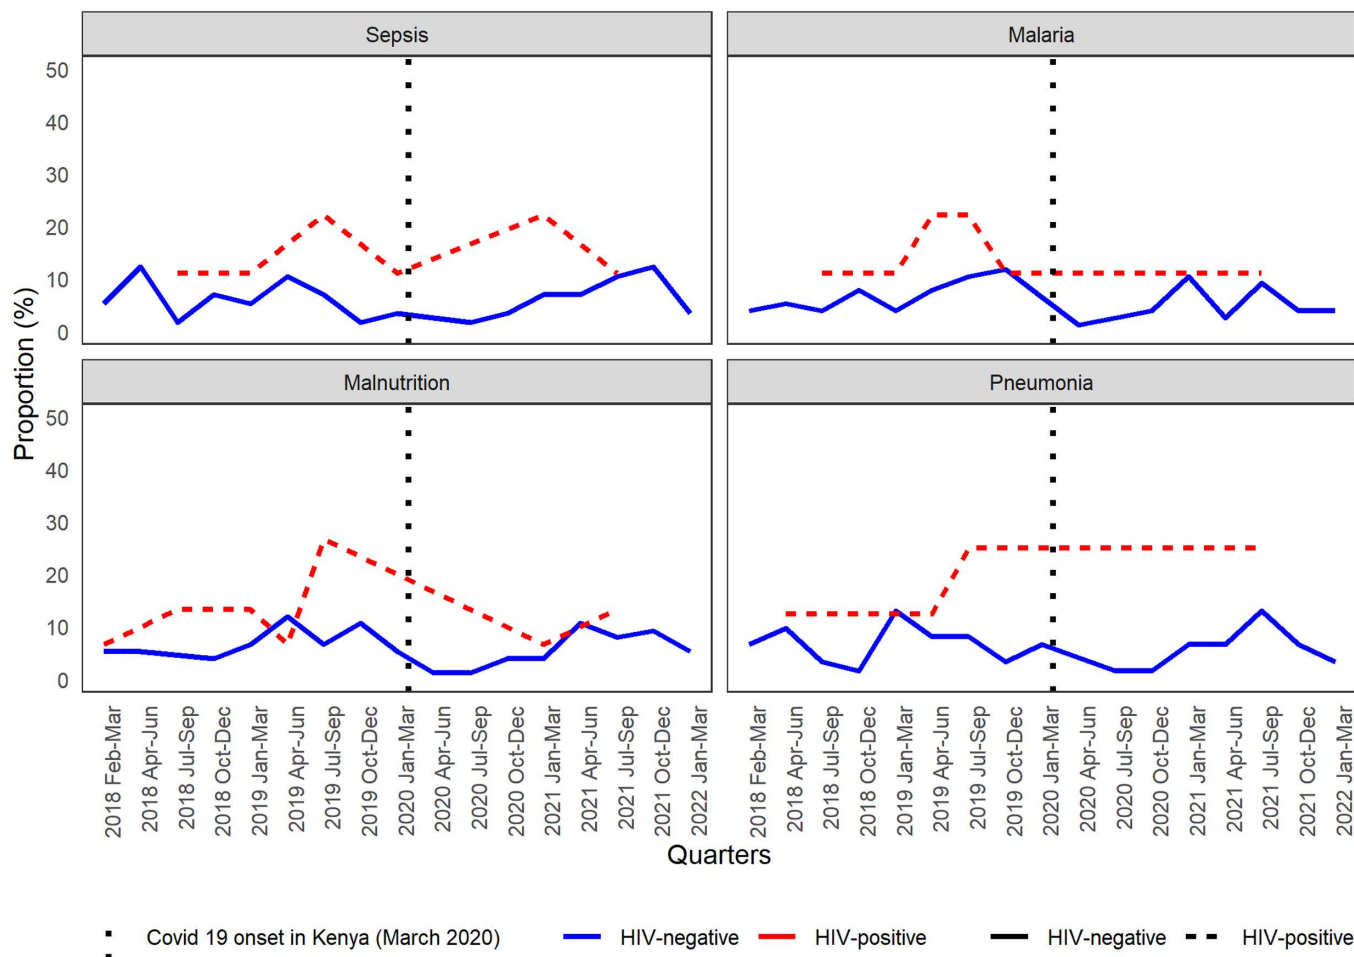 Sepsis
Malaria
50
40
30
20
10
0
Malnutrition
Pneumonia
50
40
30
20
10
0
Proportion (%)
2018 Feb-Mar
2018 Apr-Jun
2018 Jul-Sep
2018 Oct-Dec
2019 Jan-Mar
2019 Apr-Jun
2019 Jul-Sep
2019 Oct-Dec
2020 Jan-Mar
2020 Apr-Jun
2020 Jul-Sep
2020 Oct-Dec
2021 Jan-Mar
2021 Apr-Jun
2021 Jul-Sep
2021 Oct-Dec
2022 Jan-Mar
2018 Feb-Mar
2018 Apr-Jun
2018 Jul-Sep
2018 Oct-Dec
2019 Jan-Mar
2019 Apr-Jun
2019 Jul-Sep
2019 Oct-Dec
2020 Jan-Mar
2020 Apr-Jun
2020 Jul-Sep
2020 Oct-Dec
2021 Jan-Mar
2021 Apr-Jun
2021 Jul-Sep
2021 Oct-Dec
2022 Jan-Mar
Quarters
Covid 19 onset in Kenya (March 2020) HIV-negative HIV-positive HIV-negative HIV-positive